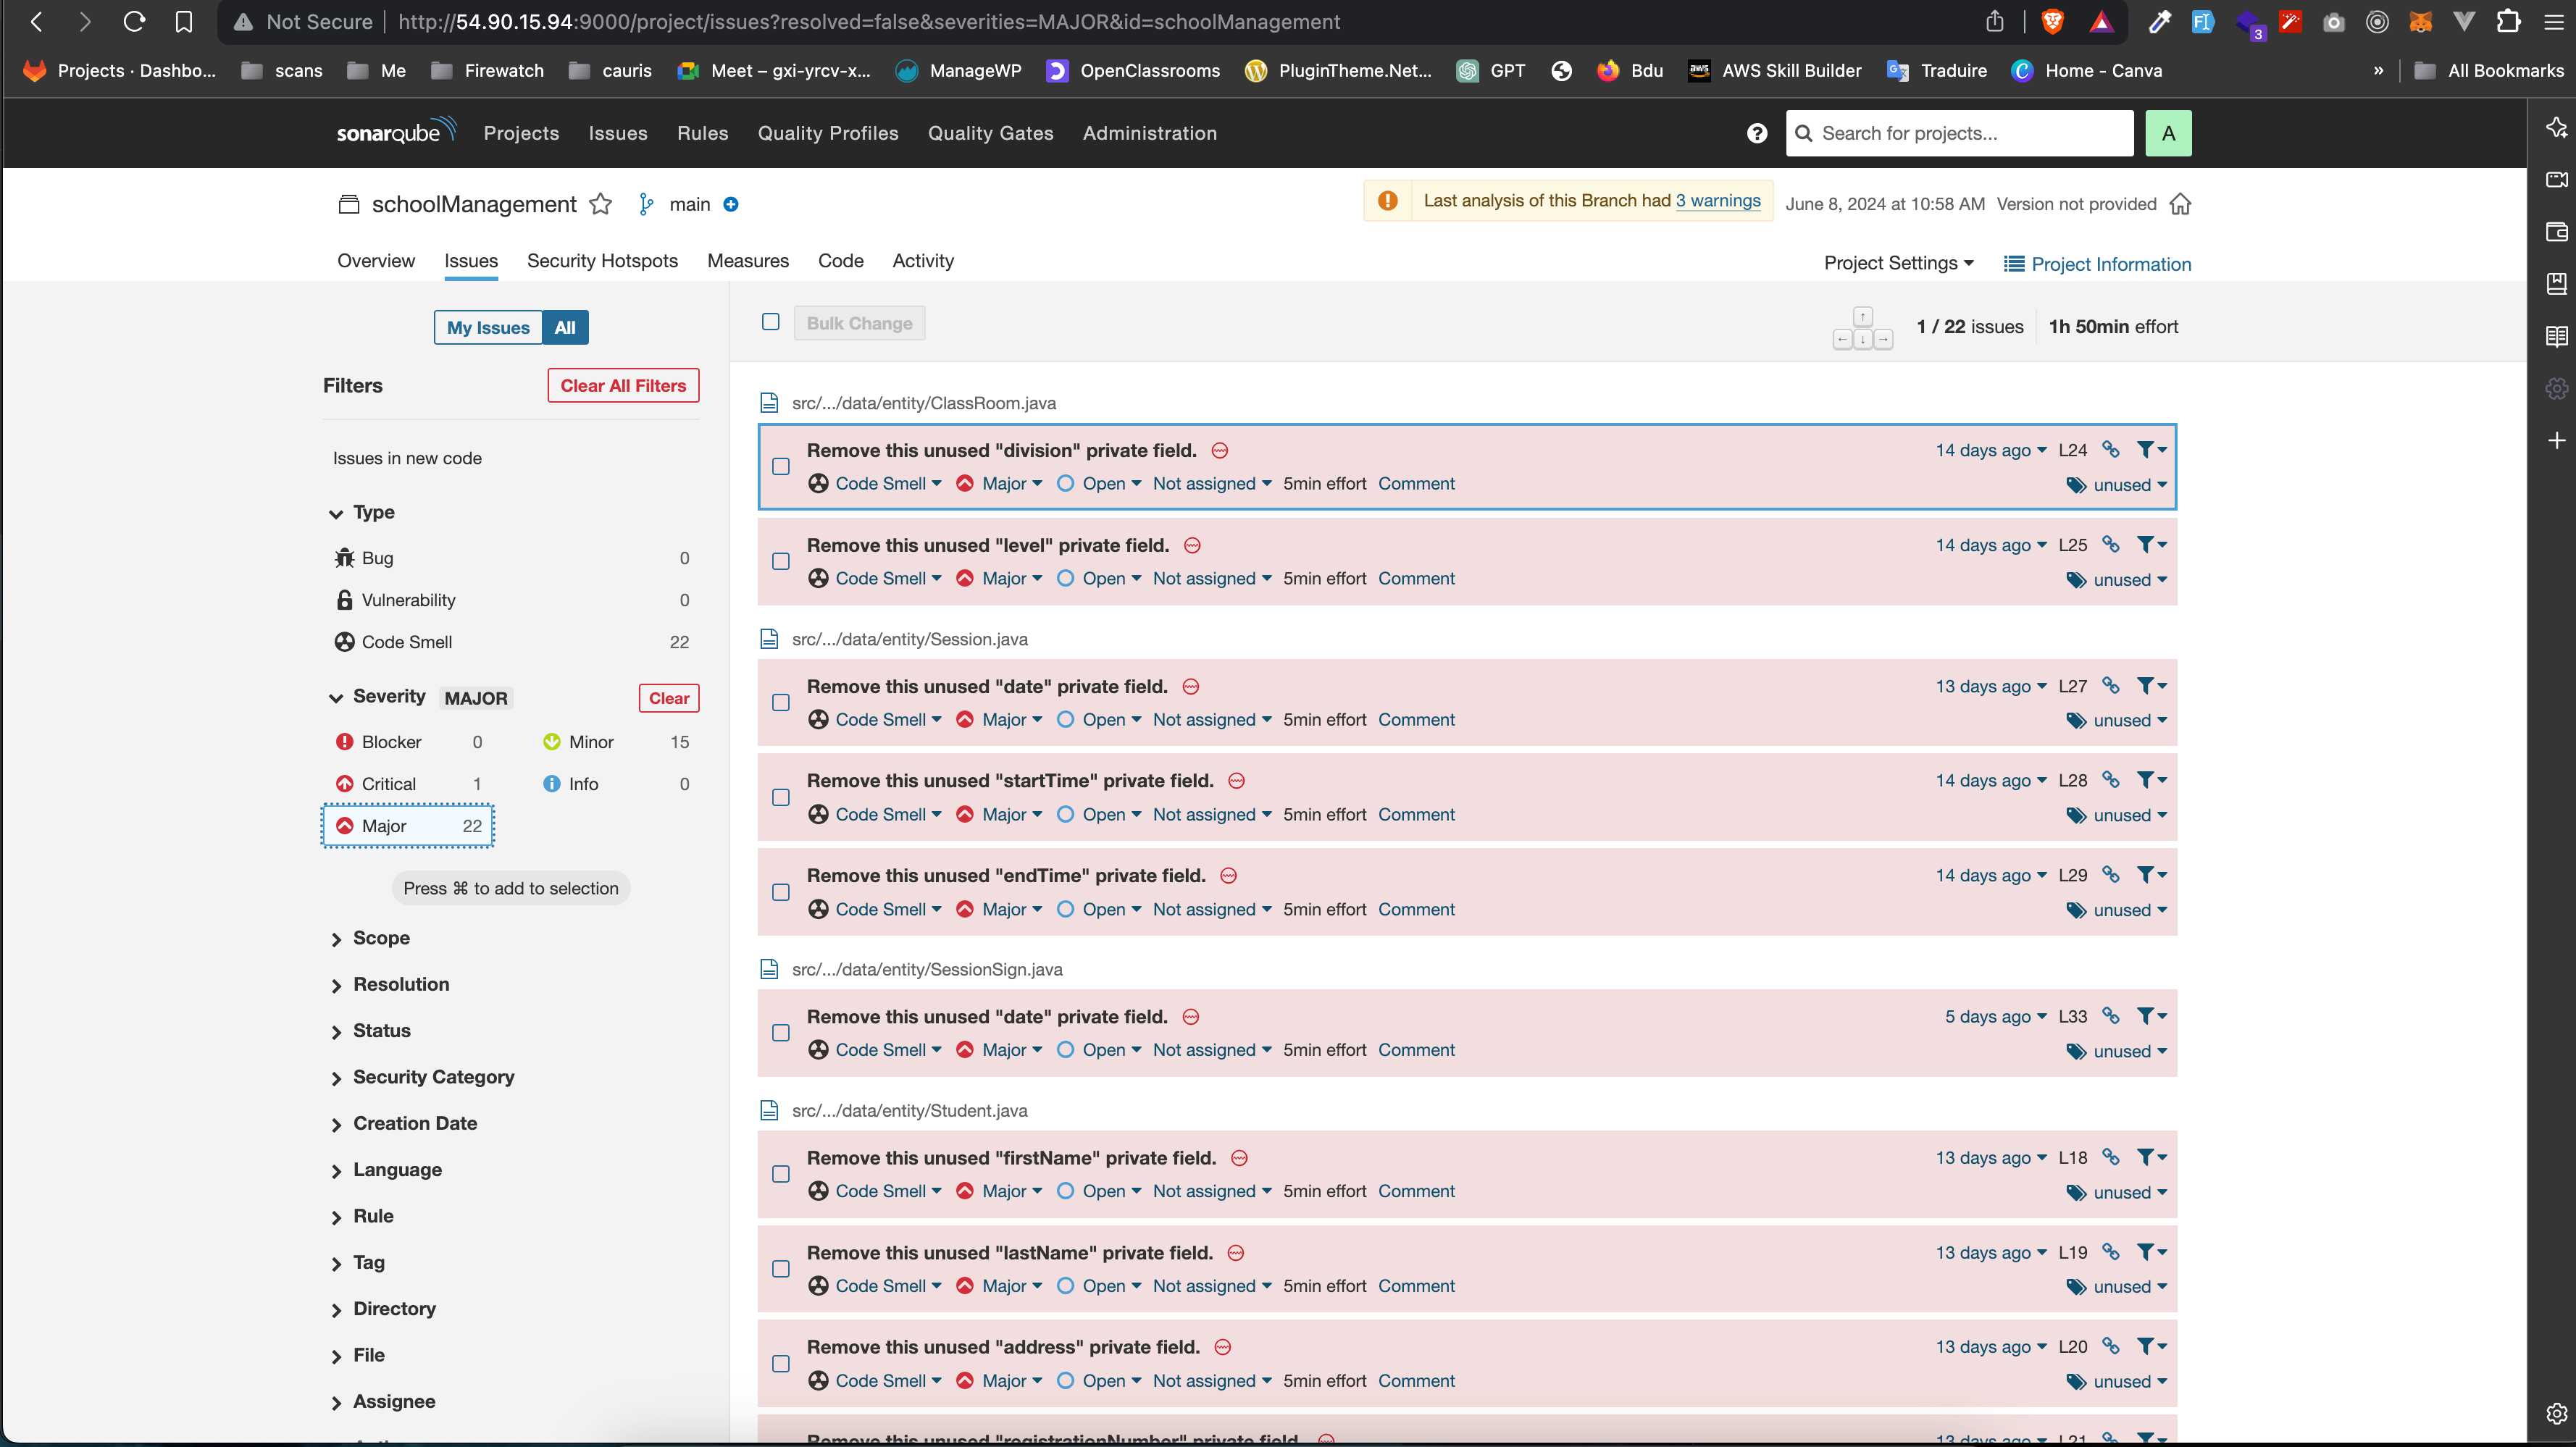 Not Secure http://54.90.15.94:9000/project/issues?resolved=false&severities=MAJOR&id=schoolManagement
3
Projects · Dashbo... scans Me Firewatch cauris Meet – gxi-yrcv-x... ManageWP OpenClassrooms PluginTheme.Net... GPT Bdu AWS Skill Builder Traduire Home - Canva » All Bookmarks
sonarqube Projects Issues Rules Quality Profiles Quality Gates Administration Search for projects... A
schoolManagement main Last analysis of this Branch had 3 warnings June 8, 2024 at 10:58 AM Version not provided
Overview Issues Security Hotspots Measures Code Activity Project Settings Project Information
My Issues All Bulk Change 1 / 22 issues 1h 50min effort
Filters Clear All Filters
Issues in new code
Type
Bug 0
Vulnerability 0
Code Smell 22
Severity MAJOR Clear
Blocker 0 Minor 15
Critical 1 Info 0
Major 22
Press ⌘ to add to selection
Scope
Resolution
Status
Security Category
Creation Date
Language
Rule
Tag
Directory
File
Assignee
src/.../data/entity/ClassRoom.java
Remove this unused "division" private field. 14 days ago L24
Code Smell Major Open Not assigned 5min effort Comment unused
Remove this unused "level" private field. 14 days ago L25
Code Smell Major Open Not assigned 5min effort Comment unused
src/.../data/entity/Session.java
Remove this unused "date" private field. 13 days ago L27
Code Smell Major Open Not assigned 5min effort Comment unused
Remove this unused "startTime" private field. 14 days ago L28
Code Smell Major Open Not assigned 5min effort Comment unused
Remove this unused "endTime" private field. 14 days ago L29
Code Smell Major Open Not assigned 5min effort Comment unused
src/.../data/entity/SessionSign.java
Remove this unused "date" private field. 5 days ago L33
Code Smell Major Open Not assigned 5min effort Comment unused
src/.../data/entity/Student.java
Remove this unused "firstName" private field. 13 days ago L18
Code Smell Major Open Not assigned 5min effort Comment unused
Remove this unused "lastName" private field. 13 days ago L19
Code Smell Major Open Not assigned 5min effort Comment unused
Remove this unused "address" private field. 13 days ago L20
Code Smell Major Open Not assigned 5min effort Comment unused
Remove this unused "registrationNumber" private field. 13 days ago L21